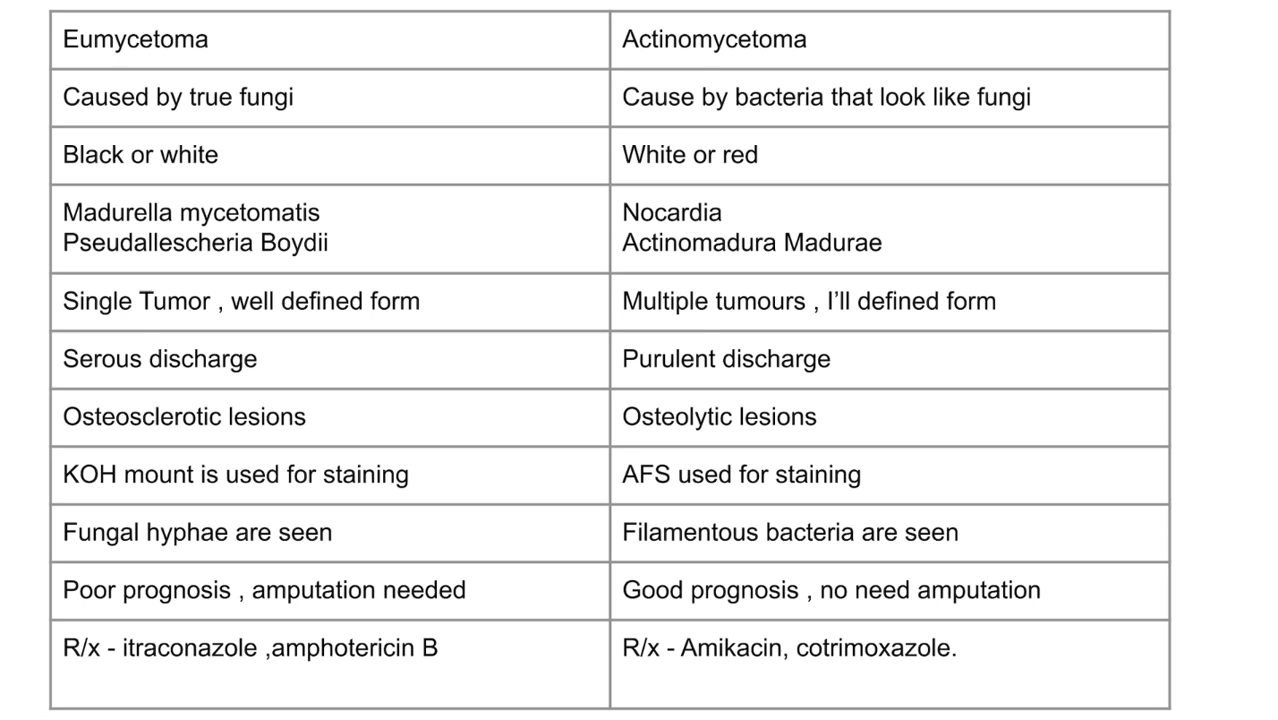 Eumycetoma
Actinomycetoma
Caused by true fungi
Cause by bacteria that look like fungi
Black or white
White or red
Madurella mycetomatis
Pseudallescheria Boydii
Nocardia
Actinomadura Madurae
Single Tumor , well defined form
Multiple tumours , I’ll defined form
Serous discharge
Purulent discharge
Osteosclerotic lesions
Osteolytic lesions
KOH mount is used for staining
AFS used for staining
Fungal hyphae are seen
Filamentous bacteria are seen
Poor prognosis , amputation needed
Good prognosis , no need amputation
R/x - itraconazole ,amphotericin B
R/x - Amikacin, cotrimoxazole.